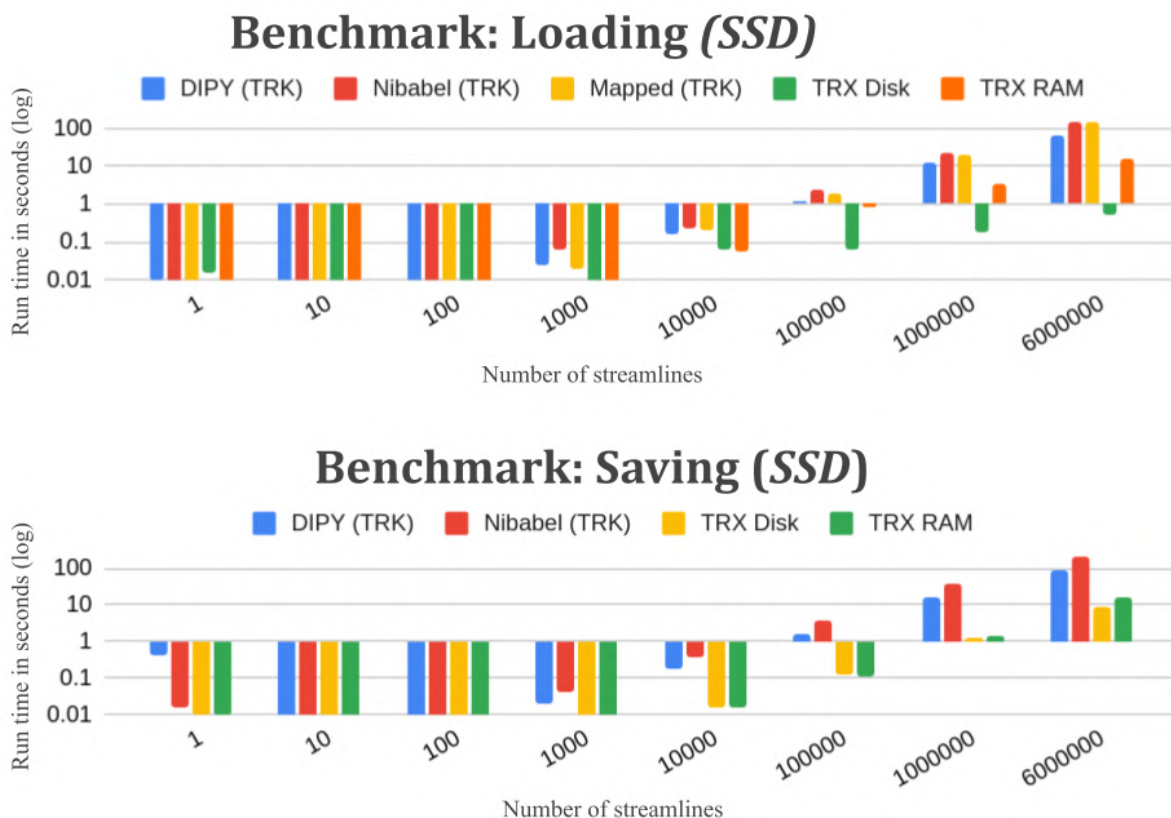 Benchmark: Loading (SSD)
DIPY (TRK) Nibabel (TRK) Mapped (TRK) TRX Disk TRX RAM
Run time in seconds (log)
100
10
1
0.1
0.01
1 10 100 1000 10000 100000 1000000 6000000
Number of streamlines
Benchmark: Saving (SSD)
DIPY (TRK) Nibabel (TRK) TRX Disk TRX RAM
Run time in seconds (log)
100
10
1
0.1
0.01
1 10 100 1000 10000 100000 1000000 6000000
Number of streamlines